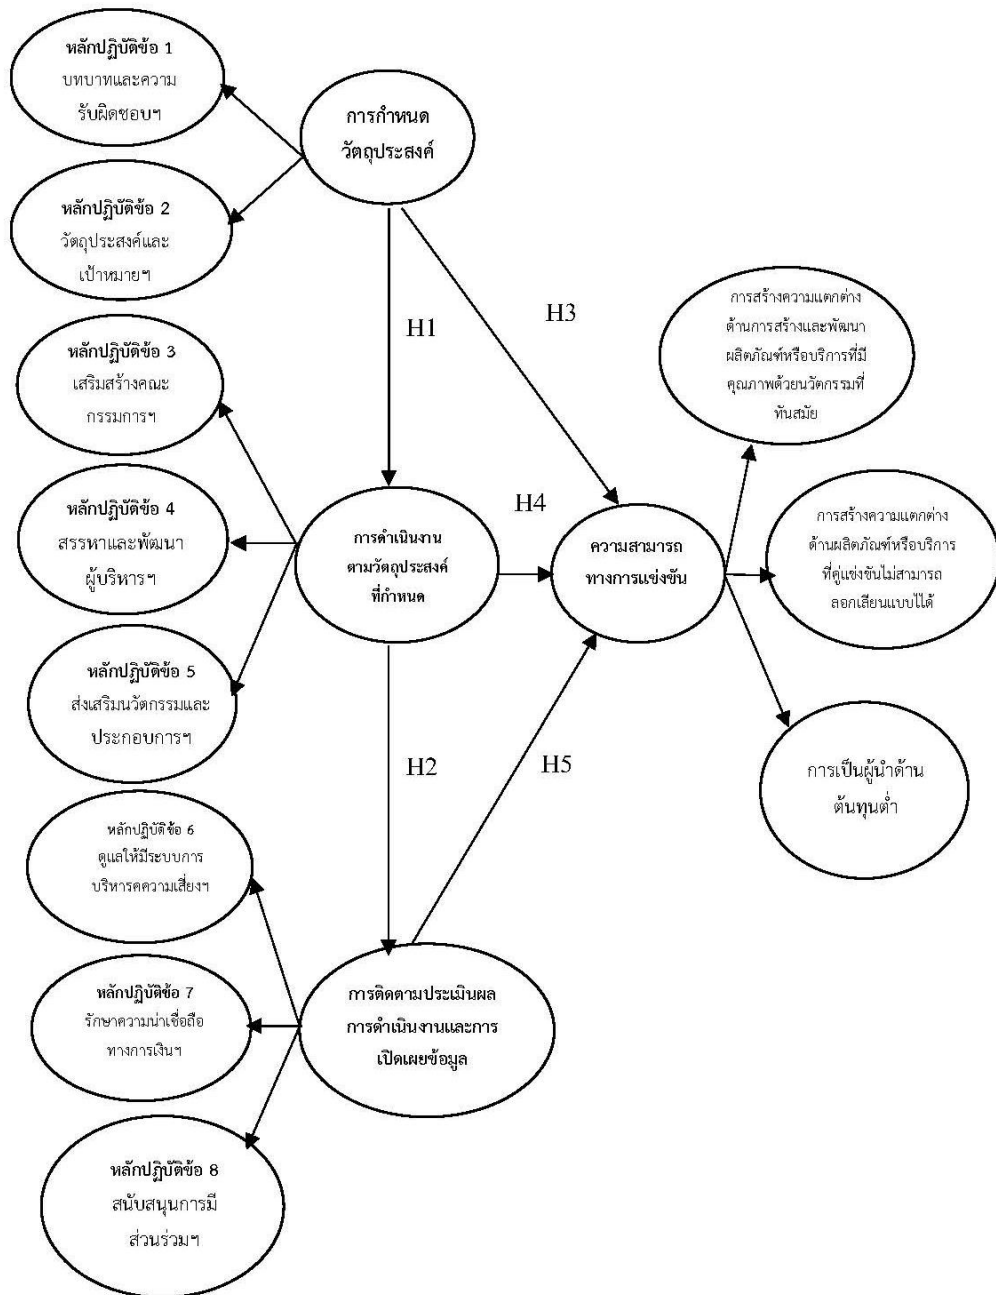 หลักปฏิบัติข้อ 1
บทบาทและความ
รับผิดชอบฯ
การกำหนด
วัตถุประสงค์
หลักปฏิบัติข้อ 2
วัตถุประสงค์และ
เป้าหมายฯ
H1
H3
หลักปฏิบัติข้อ 3
เสริมสร้างคณะ
กรรมการฯ
การสร้างความแตกต่าง
ด้านการสร้างและพัฒนา
ผลิตภัณฑ์หรือบริการที่มี
คุณภาพด้วยนวัตกรรมที่
ทันสมัย
หลักปฏิบัติข้อ 4
สรรหาและพัฒนา
ผู้บริหารฯ
การดำเนินงาน
ตามวัตถุประสงค์
ที่กำหนด
H4
ความสามารถ
ทางการแข่งขัน
การสร้างความแตกต่าง
ด้านผลิตภัณฑ์หรือบริการ
ที่คู่แข่งขันไม่สามารถ
ลอกเลียนแบบได้
หลักปฏิบัติข้อ 5
ส่งเสริมนวัตกรรมและ
ประกอบการฯ
H2
H5
การเป็นผู้นำด้าน
ต้นทุนต่ำ
หลักปฏิบัติข้อ 6
ดูแลให้มีระบบการ
บริหารคความเสี่ยงฯ
หลักปฏิบัติข้อ 7
รักษาความน่าเชื่อถือ
ทางการเงินฯ
การติดตามประเมินผล
การดำเนินงานและการ
เปิดเผยข้อมูล
หลักปฏิบัติข้อ 8
สนับสนุนการมี
ส่วนร่วมฯ